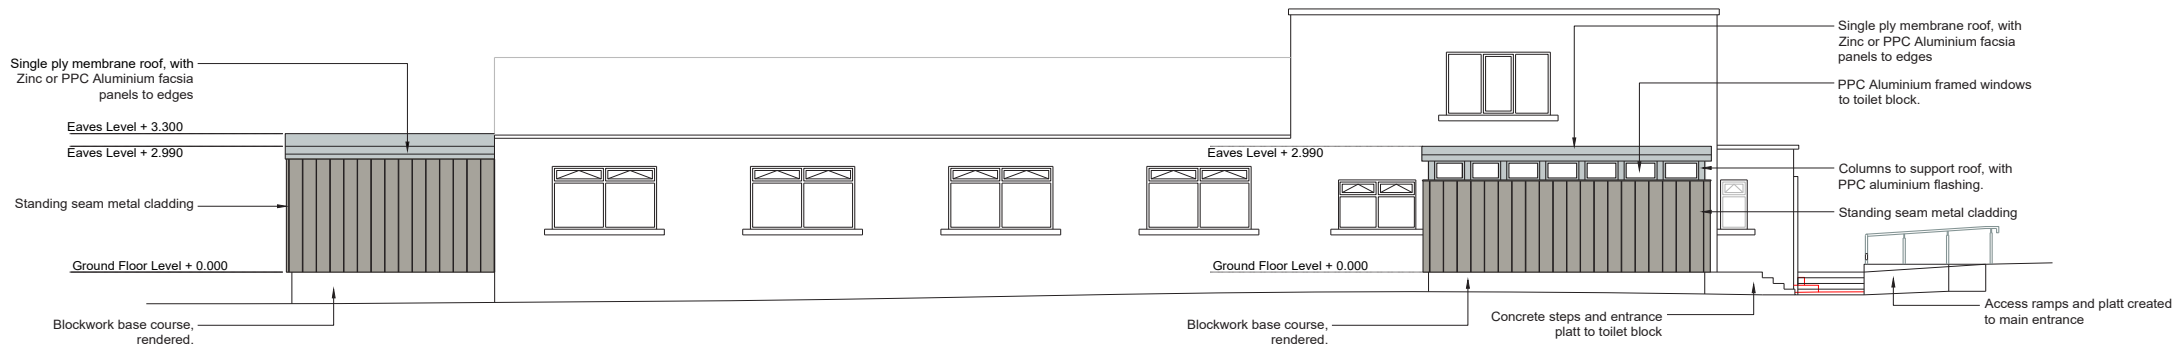 Single ply membrane roof, with
Zinc or PPC Aluminium facsia
panels to edges
Eaves Level + 3.300
Eaves Level + 2.990
Standing seam metal cladding
Ground Floor Level + 0.000
Blockwork base course,
rendered.
Eaves Level + 2.990
Ground Floor Level + 0.000
Blockwork base course,
rendered.
Concrete steps and entrance
platt to toilet block
Single ply membrane roof, with
Zinc or PPC Aluminium facsia
panels to edges
PPC Aluminium framed windows
to toilet block.
Columns to support roof, with
PPC aluminium flashing.
Standing seam metal cladding
Access ramps and platt created
to main entrance